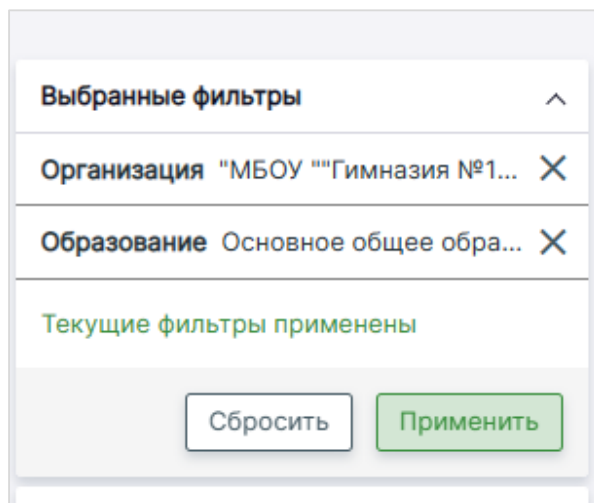 Выбранные фильтры
Организация "МБОУ ""Гимназия №1...
Образование Основное общее обра...
Текущие фильтры применены
Сбросить Применить